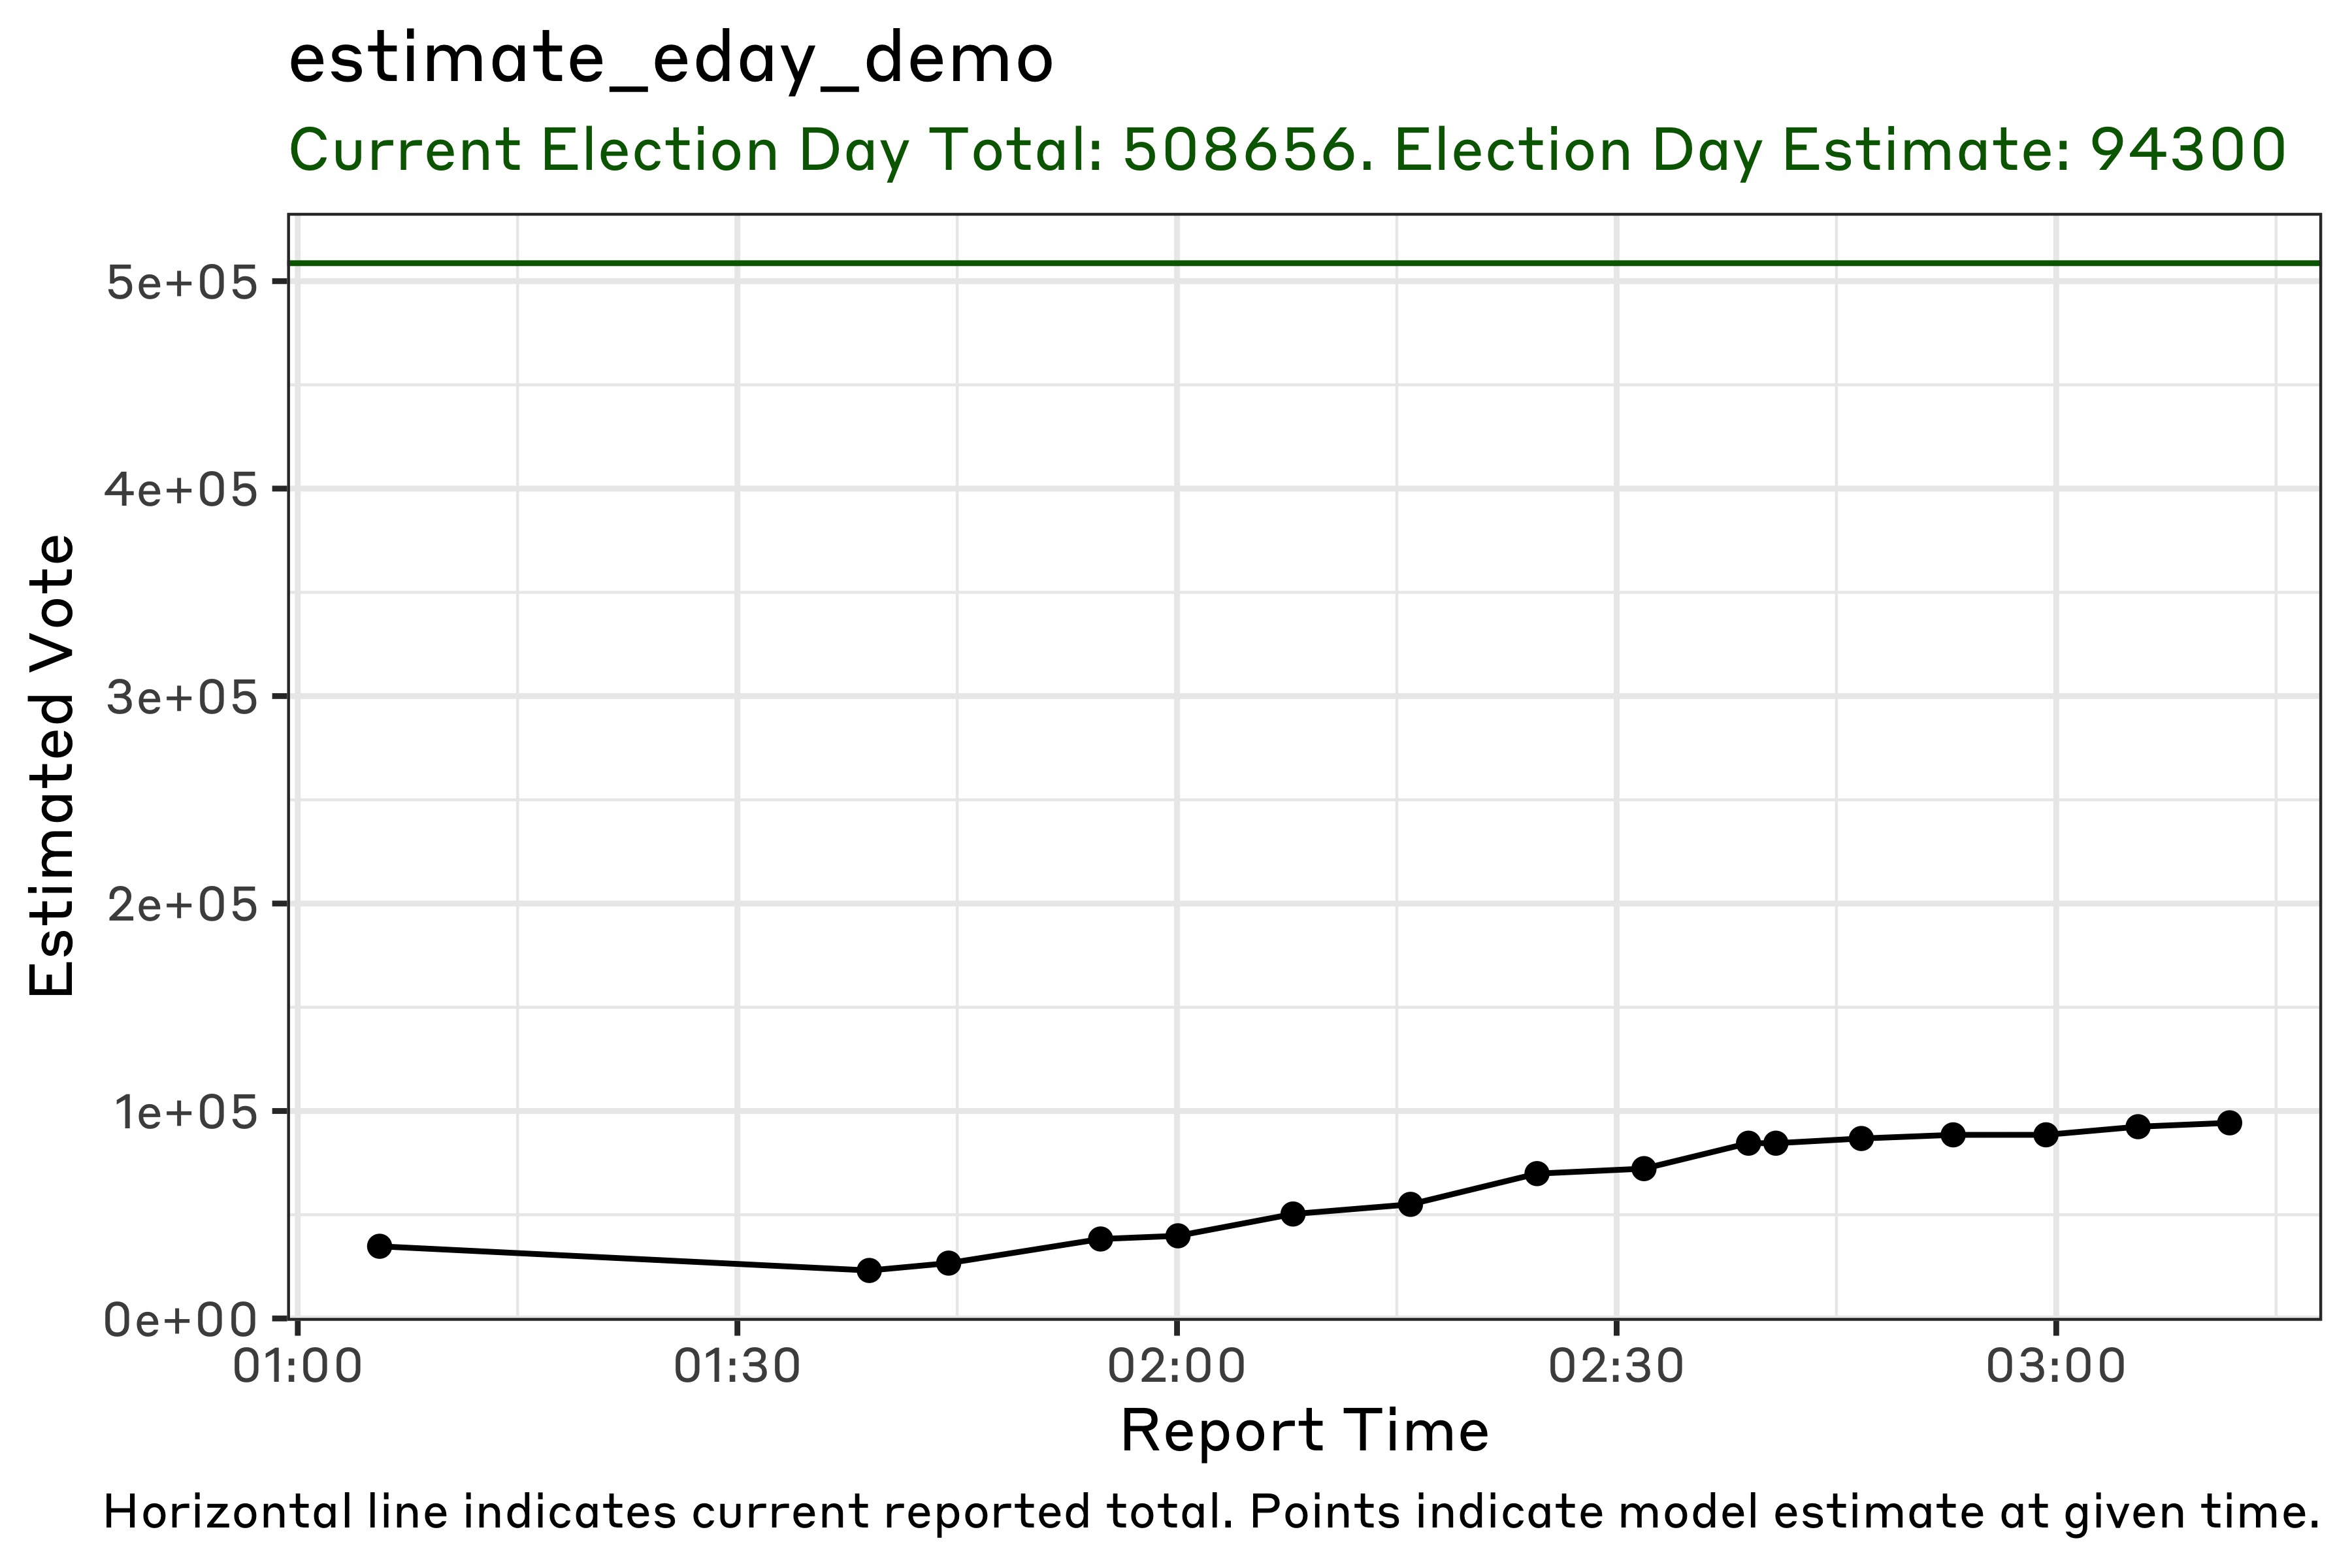 estimate_eday_demo
Current Election Day Total: 508656. Election Day Estimate: 94300
Estimated Vote
5e+05
4e+05
3e+05
2e+05
1e+05
0e+00
01:00 01:30 02:00 02:30 03:00
Report Time
Horizontal line indicates current reported total. Points indicate model estimate at given time.